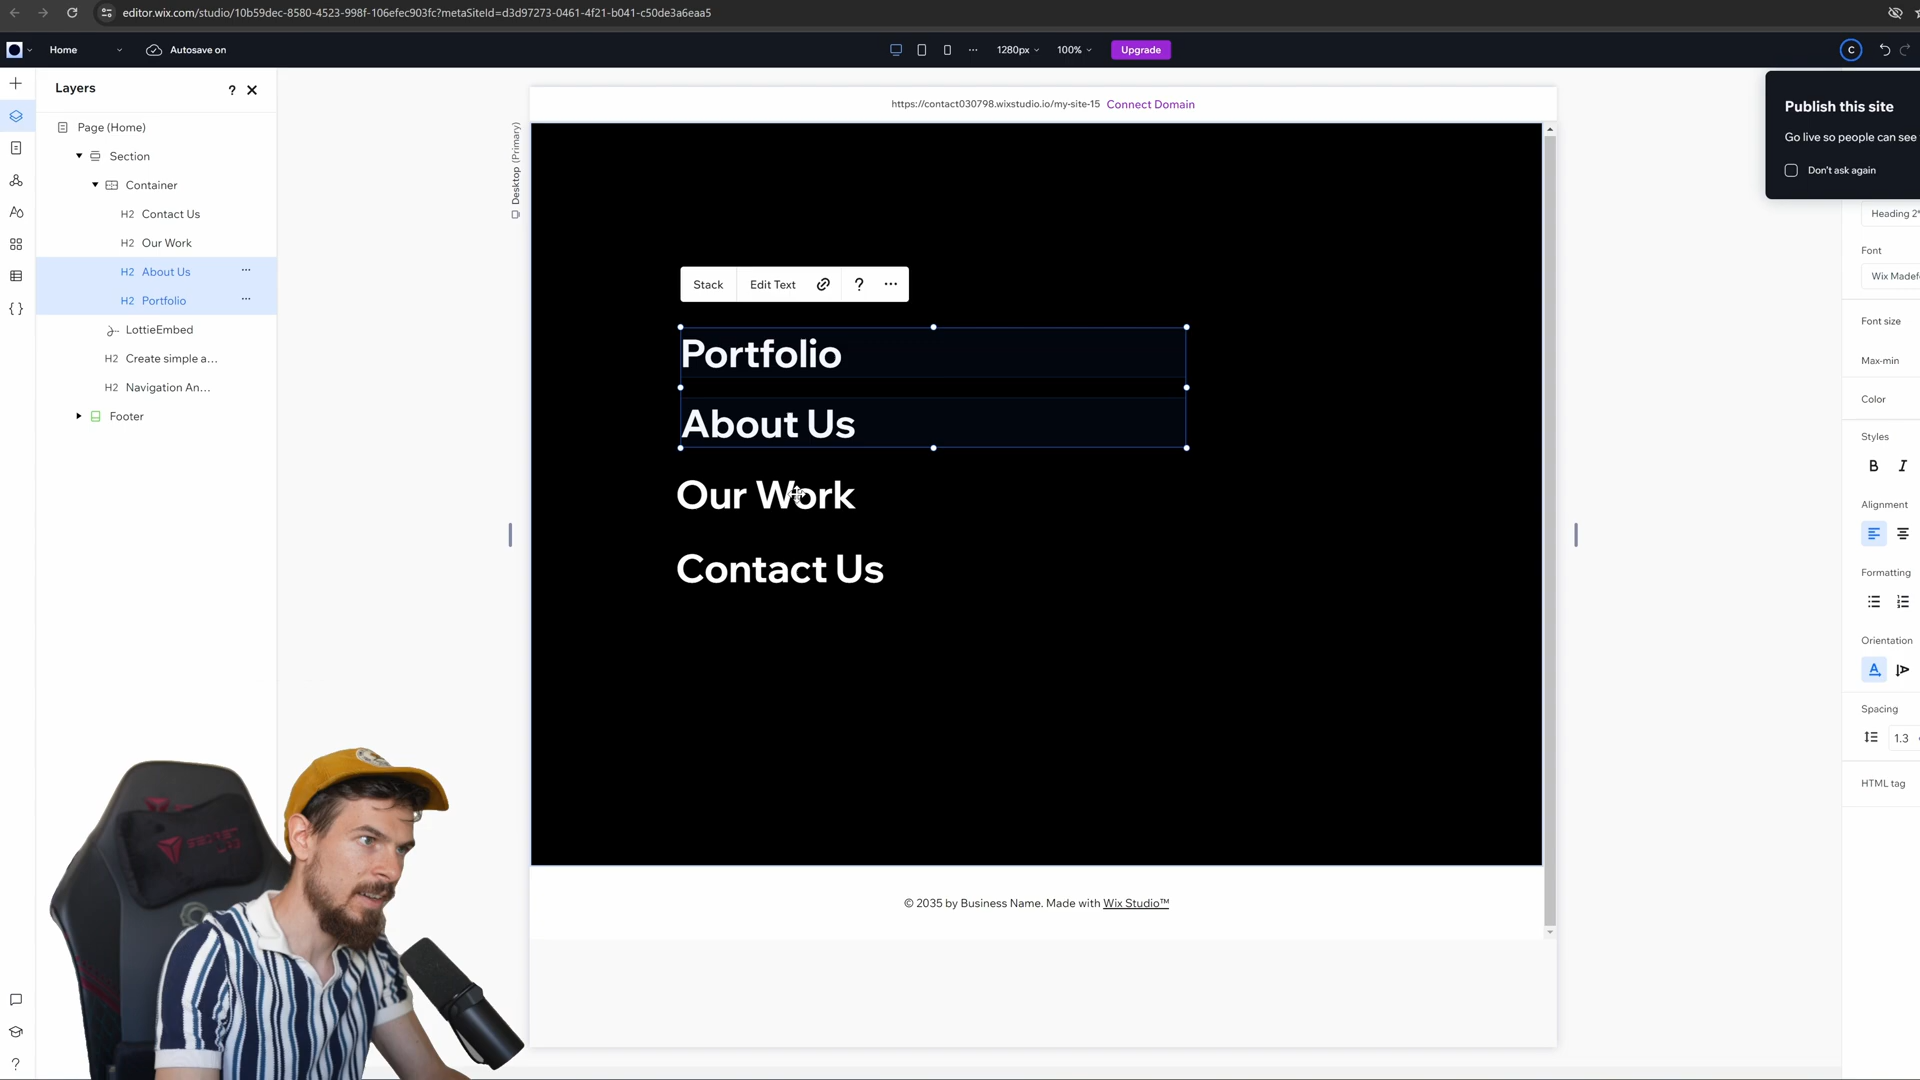 editor.wix.com/studio/10b59dec-8580-4523-998f-106efec903fc?metaSiteId=d3d97273-0461-4f21-b041-c50de3a6eaa5
Home
Autosave on
1280px
100%
Upgrade
C
Layers
?
Page (Home)
Section
Container
H2 Contact Us
H2 Our Work
H2 About Us
H2 Portfolio
LottieEmbed
H2 Create simple a...
H2 Navigation An...
Footer
https://contact030798.wixstudio.io/my-site-15 Connect Domain
Desktop (Primary)
Stack
Edit Text
?
Portfolio
About Us
Our Work
Contact Us
© 2035 by Business Name. Made with Wix Studio™
Publish this site
Go live so people can see
Don't ask again
Heading 2
Font
Wix Madef
Font size
Max-min
Color
Styles
B I
Alignment
Formatting
Orientation
Spacing
1.3
HTML tag
?